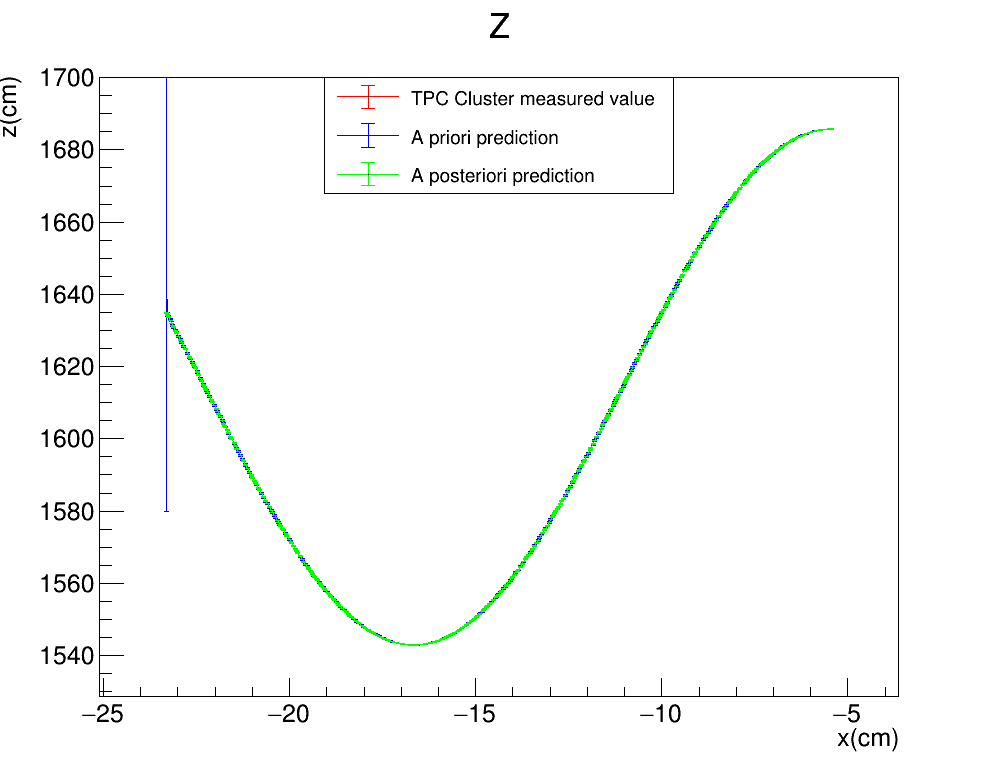 Z
z(cm)
1700
1680
1660
1640
1620
1600
1580
1560
1540
TPC Cluster measured value
A priori prediction
A posteriori prediction
−25 −20 −15 −10 −5
x(cm)